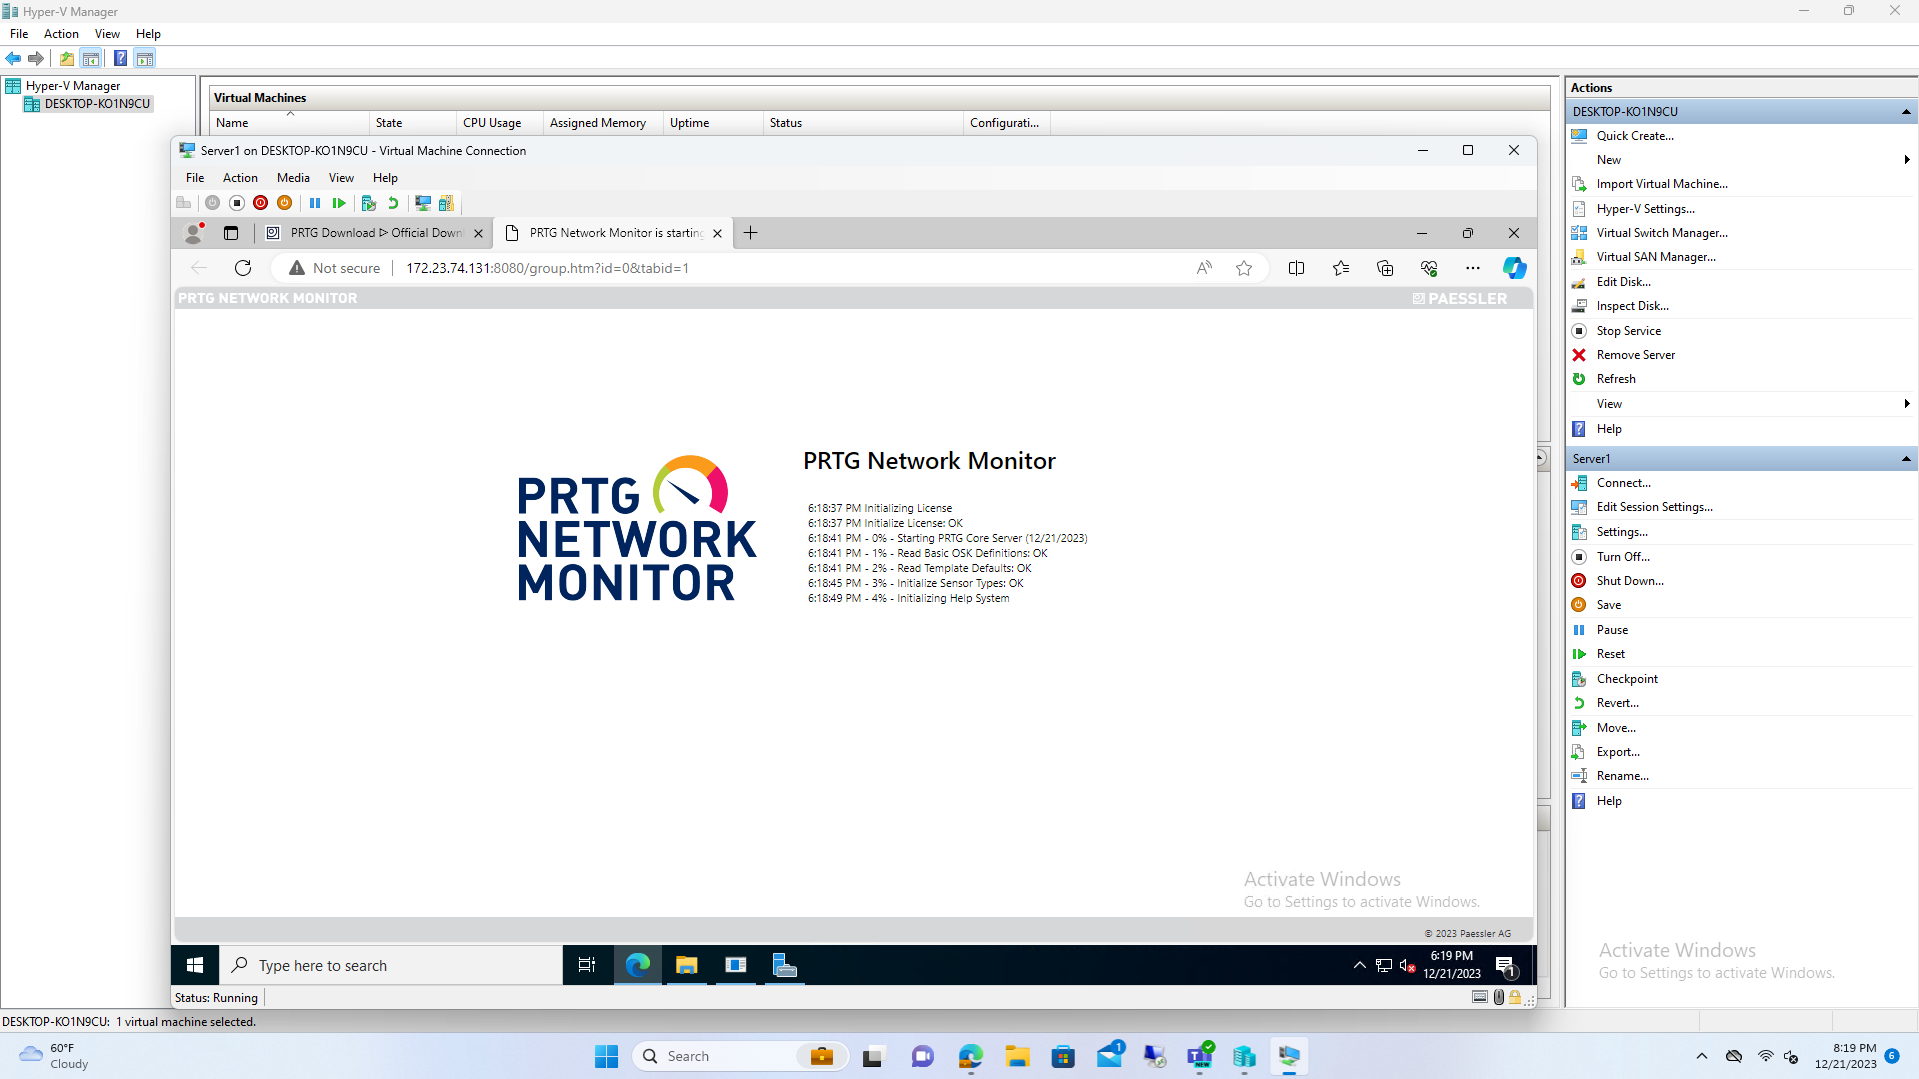 Hyper-V Manager
File Action View Help
Hyper-V Manager
DESKTOP-KO1N9CU
Virtual Machines
Name State CPU Usage Assigned Memory Uptime Status Configurati...
Server1 on DESKTOP-KO1N9CU - Virtual Machine Connection
File Action Media View Help
PRTG Download ᐅ Official Down
PRTG Network Monitor is starting
Not secure 172.23.74.131:8080/group.htm?id=0&tabid=1
PRTG NETWORK MONITOR
PAESSLER
PRTG
NETWORK
MONITOR
PRTG Network Monitor
6:18:37 PM Initializing License
6:18:37 PM Initialize License: OK
6:18:41 PM - 0% - Starting PRTG Core Server (12/21/2023)
6:18:41 PM - 1% - Read Basic OSK Definitions: OK
6:18:41 PM - 2% - Read Template Defaults: OK
6:18:45 PM - 3% - Initialize Sensor Types: OK
6:18:49 PM - 4% - Initializing Help System
Activate Windows
Go to Settings to activate Windows.
© 2023 Paessler AG
Type here to search
6:19 PM
12/21/2023
1
Status: Running
Actions
DESKTOP-KO1N9CU
Quick Create...
New
Import Virtual Machine...
Hyper-V Settings...
Virtual Switch Manager...
Virtual SAN Manager...
Edit Disk...
Inspect Disk...
Stop Service
Remove Server
Refresh
View
Help
Server1
Connect...
Edit Session Settings...
Settings...
Turn Off...
Shut Down...
Save
Pause
Reset
Checkpoint
Revert...
Move...
Export...
Rename...
Help
Activate Windows
Go to Settings to activate Windows.
DESKTOP-KO1N9CU: 1 virtual machine selected.
60°F
Cloudy
Search
1
NEW
8:19 PM
12/21/2023
6